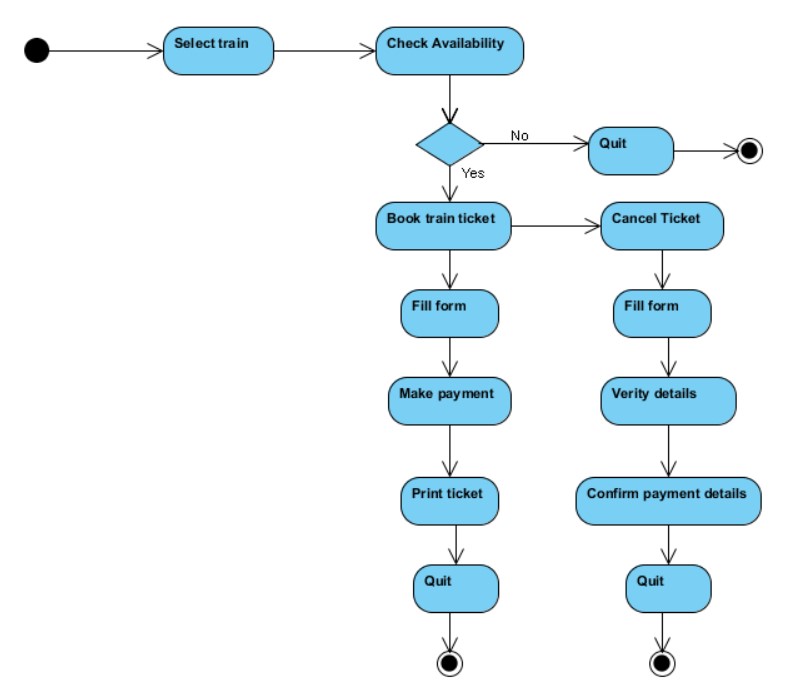 Select train
Check Availability
No
Quit
Yes
Book train ticket
Cancel Ticket
Fill form
Fill form
Make payment
Verity details
Print ticket
Confirm payment details
Quit
Quit